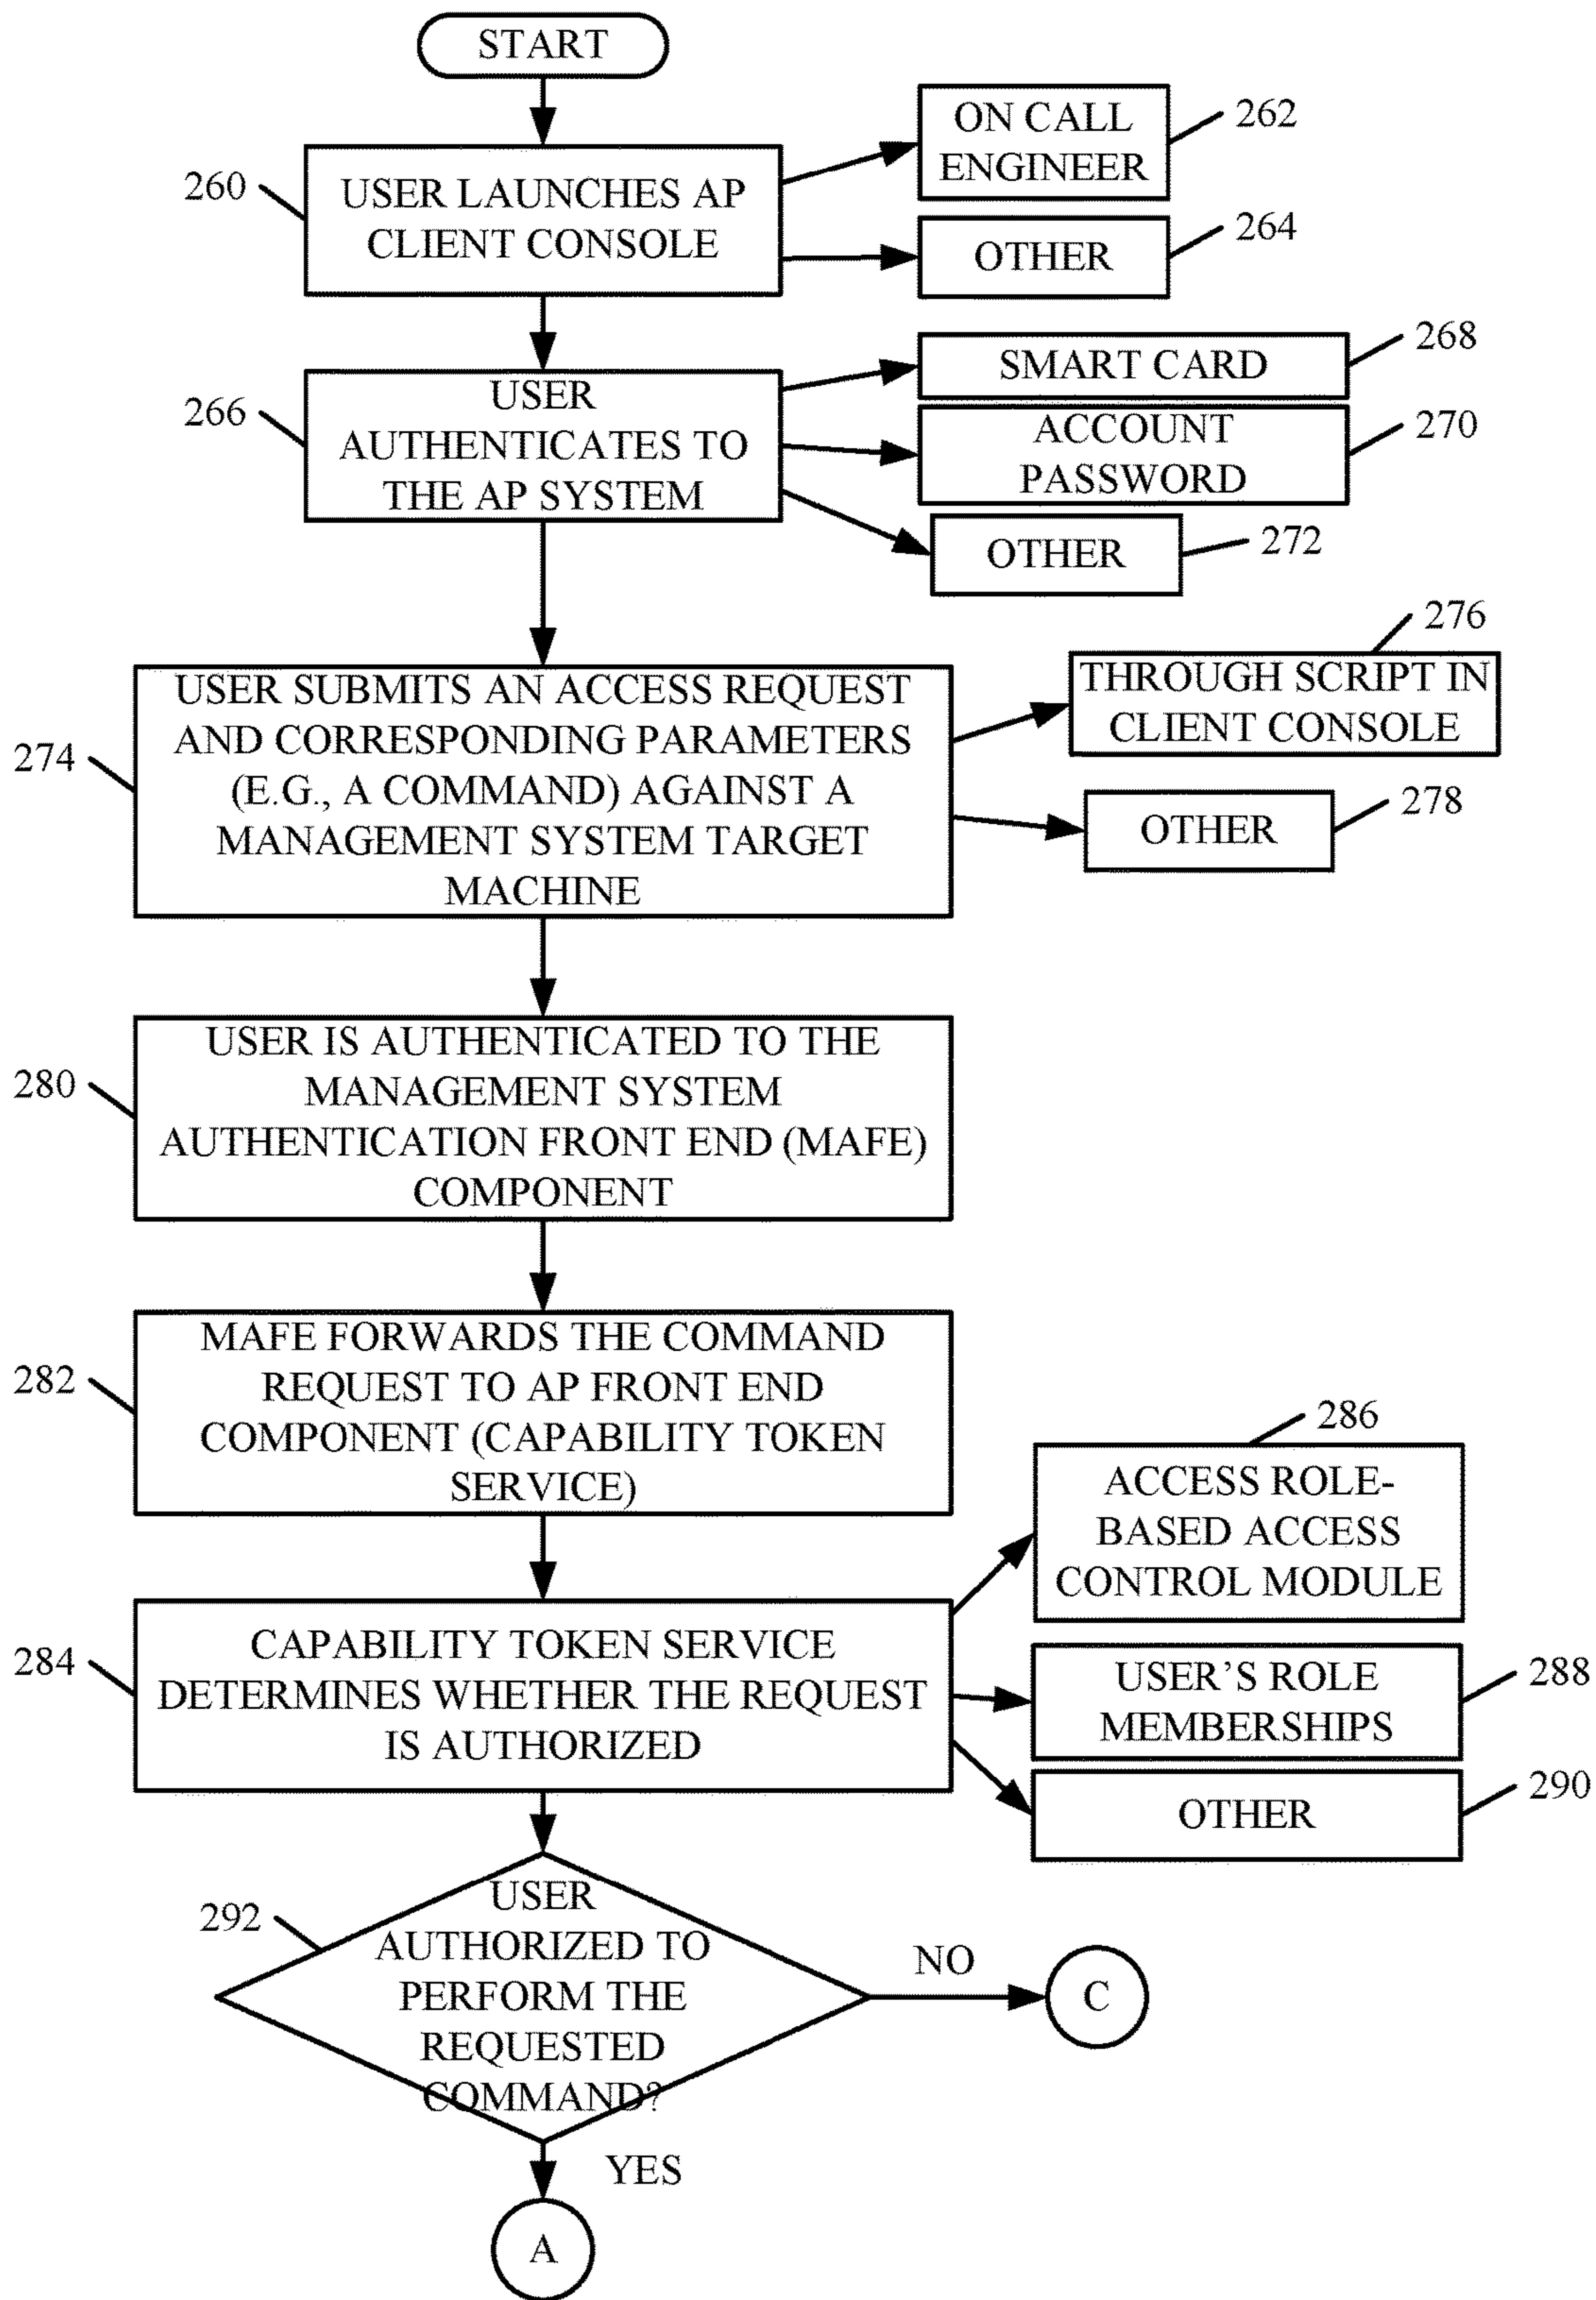 START
260
USER LAUNCHES AP
CLIENT CONSOLE
ON CALL
ENGINEER
262
OTHER
264
266
USER
AUTHENTICATES TO
THE AP SYSTEM
SMART CARD
268
ACCOUNT
PASSWORD
270
OTHER
272
274
USER SUBMITS AN ACCESS REQUEST
AND CORRESPONDING PARAMETERS
(E.G., A COMMAND) AGAINST A
MANAGEMENT SYSTEM TARGET
MACHINE
276
THROUGH SCRIPT IN
CLIENT CONSOLE
OTHER
278
280
USER IS AUTHENTICATED TO THE
MANAGEMENT SYSTEM
AUTHENTICATION FRONT END (MAFE)
COMPONENT
282
MAFE FORWARDS THE COMMAND
REQUEST TO AP FRONT END
COMPONENT (CAPABILITY TOKEN
SERVICE)
284
CAPABILITY TOKEN SERVICE
DETERMINES WHETHER THE REQUEST
IS AUTHORIZED
286
ACCESS ROLE-
BASED ACCESS
CONTROL MODULE
USER’S ROLE
MEMBERSHIPS
288
OTHER
290
292
USER
AUTHORIZED TO
PERFORM THE
REQUESTED
COMMAND?
NO
C
YES
A